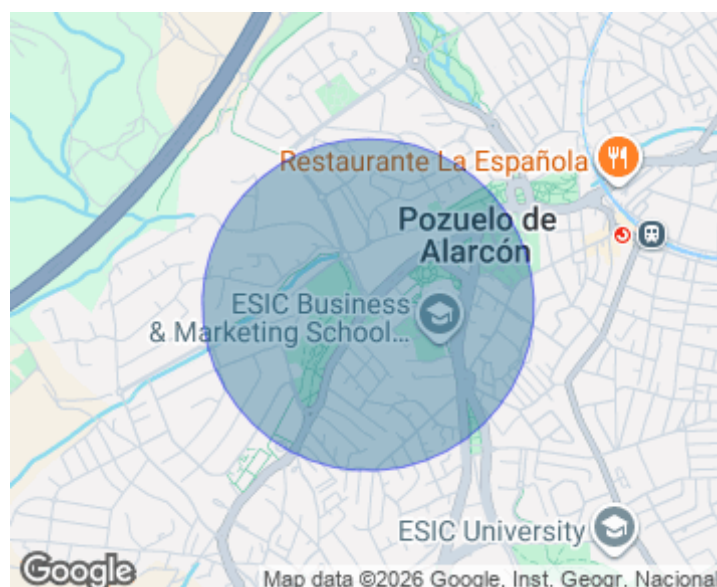 Restaurante La Española
Pozuelo de
Alarcón
ESIC Business
& Marketing School...
ESIC University
Google
Map data ©2026 Google, Inst. Geogr. Nacional